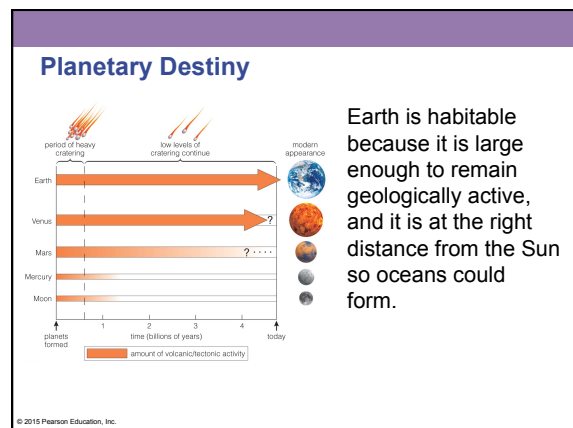 Planetary Destiny
period of heavy
cratering
low levels of
cratering continue
modern
appearance
Earth
Venus
?
Mars
? ····
Mercury
Moon
1
2
3
4
planets
formed
time (billions of years)
today
amount of volcanic/tectonic activity
Earth is habitable
because it is large
enough to remain
geologically active,
and it is at the right
distance from the Sun
so oceans could
form.
© 2015 Pearson Education, Inc.